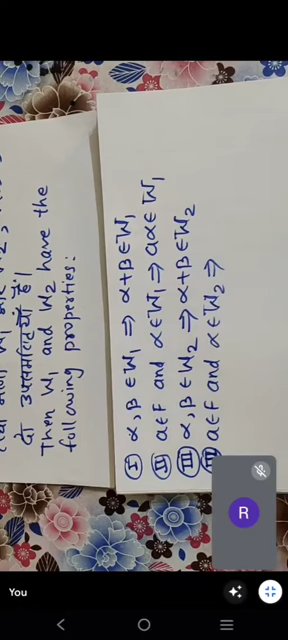 दो उपसमष्टियाँ हैं।
Then W₁ and W₂ have the
following properties:
Ⓘ α, β ∈ W₁ ⇒ α+β ∈ W₁
Ⓘ︎Ⓘ a ∈ F and α ∈ W₁ ⇒ aα ∈ W₁
ⒾⒾⒾ α, β ∈ W₂ ⇒ α+β ∈ W₂
a ∈ F and α ∈ W₂ ⇒
R
You